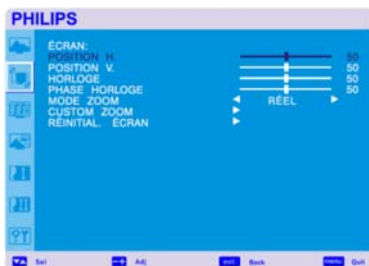 PHILIPS
ÉCRAN:
POSITION H. 50
POSITION V. 50
HORLOGE 50
PHASE HORLOGE 50
MODE ZOOM RÉEL
CUSTOM ZOOM
RÉINITIAL. ÉCRAN
Sel Adj exit Back menu Quit